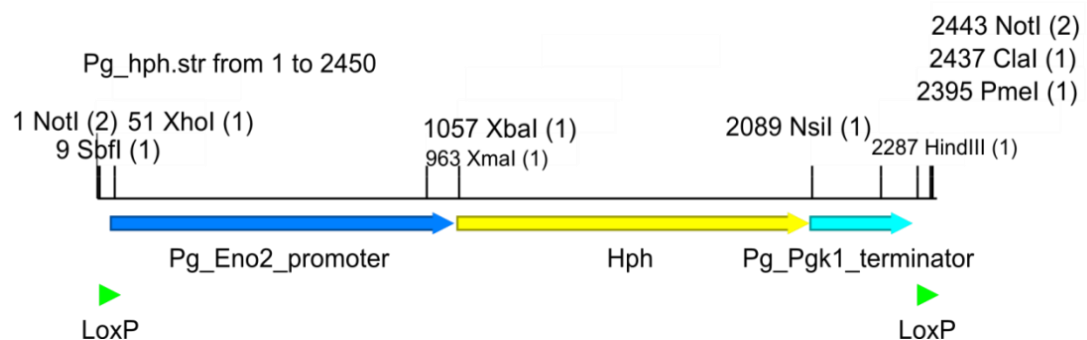 2443 NotI (2)
Pg_hph.str from 1 to 2450
2437 ClaI (1)
2395 PmeI (1)
1 NotI (2) 51 XhoI (1)
9 SbfI (1)
1057 XbaI (1)
963 XmaI (1)
2089 NsiI (1)
2287 HindIII (1)
Pg_Eno2_promoter
Hph
Pg_Pgk1_terminator
LoxP
LoxP